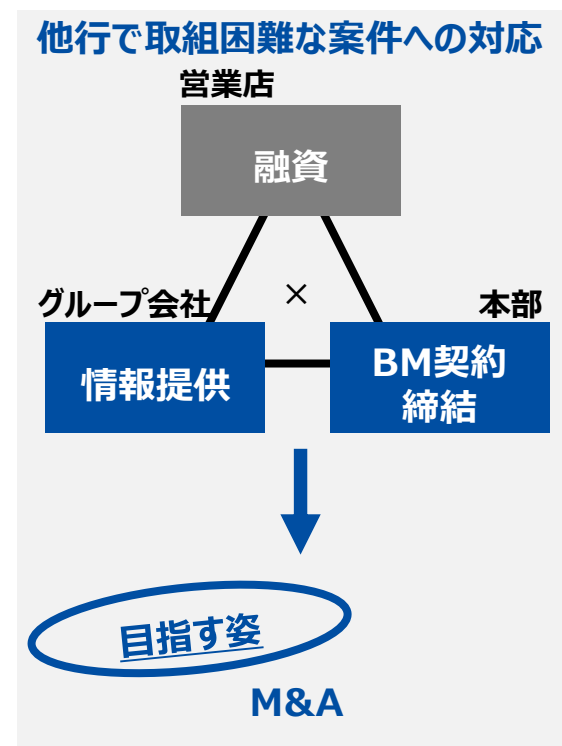 他行で取組困難な案件への対応
営業店
融資
×
グループ会社
本部
情報提供
BM契約
締結
目指す姿
M&A